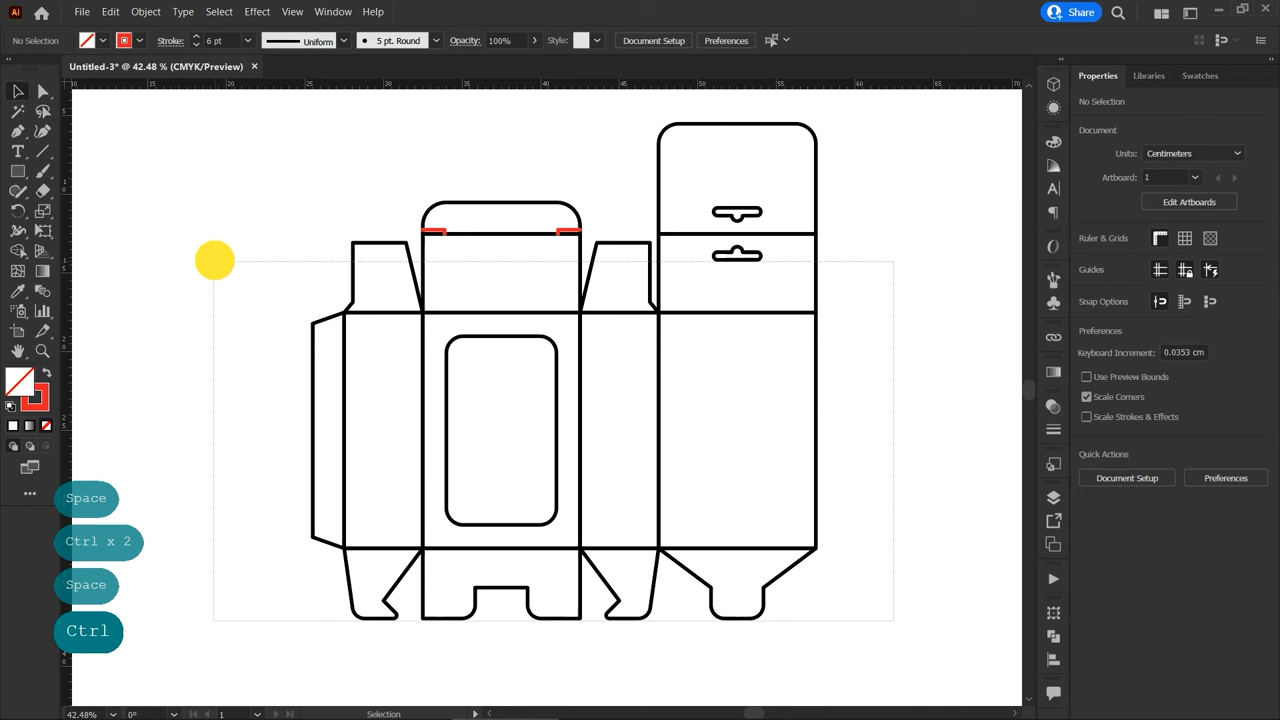 Ai File Edit Object Type Select Effect View Window Help Share
No Selection Stroke: 6 pt. Uniform 5 pt. Round Opacity: 100% Style: Document Setup Preferences
Untitled-3* @ 42.48 % (CMYK/Preview) ×
Properties Libraries Swatches
No Selection
Document
Units: Centimeters
Artboard: 1
Edit Artboards
Ruler & Grids
Guides
Snap Options
Preferences
Keyboard Increment: 0.0353 cm
Use Preview Bounds
Scale Corners
Scale Strokes & Effects
Quick Actions
Document Setup Preferences
Space
Ctrl x 2
Space
Ctrl
42.48% 0° 1 Selection